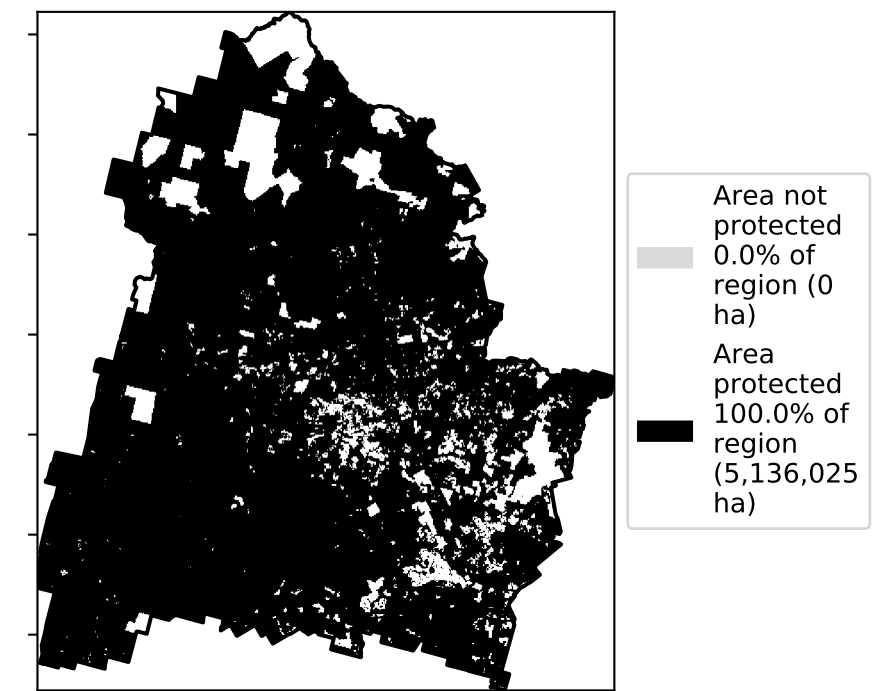 Area not
protected
0.0% of
region (0
ha)
Area
protected
100.0% of
region
(5,136,025
ha)